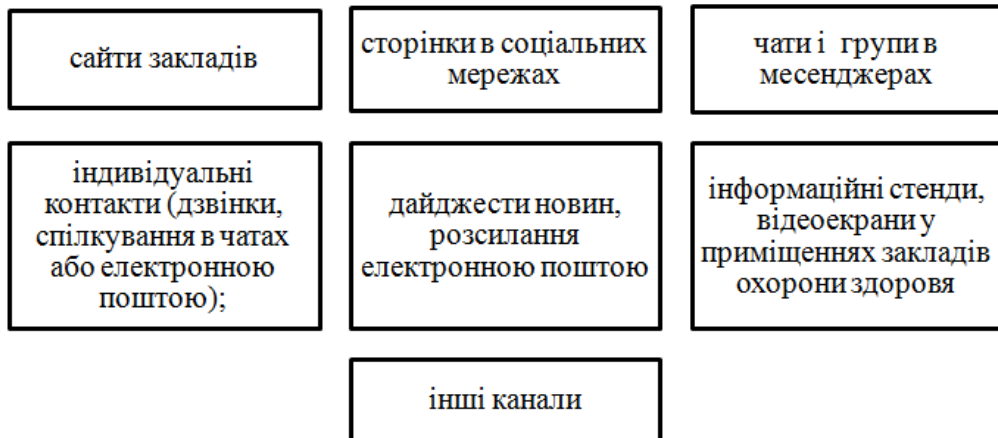 сайти закладів
сторінки в соціальних
мережах
чати і групи в
месенджерах
індивідуальні
контакти (дзвінки,
спілкування в чатах
або електронною
поштою);
дайджести новин,
розсилання
електронною поштою
інформаційні стенди,
відеоекрани у
приміщеннях закладів
охорони здоровя
інші канали